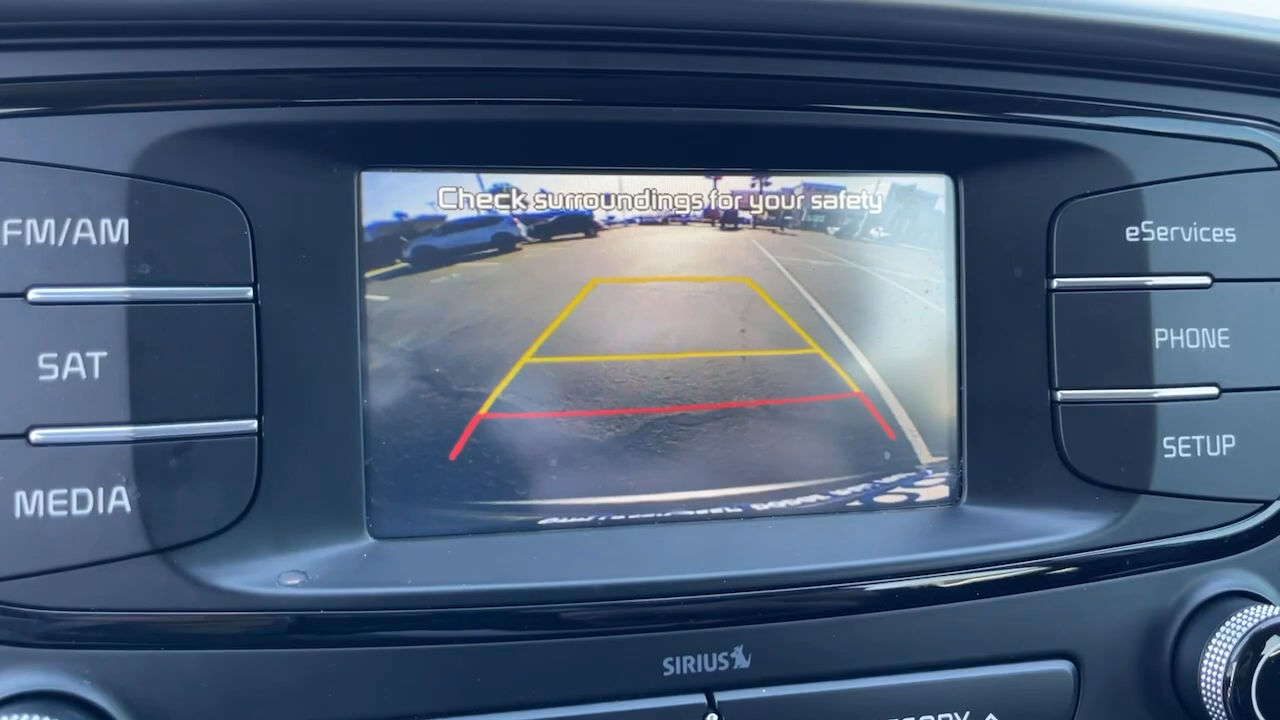 Check surroundings for your safety
FM/AM
SAT
MEDIA
eServices
PHONE
SETUP
SIRIUS